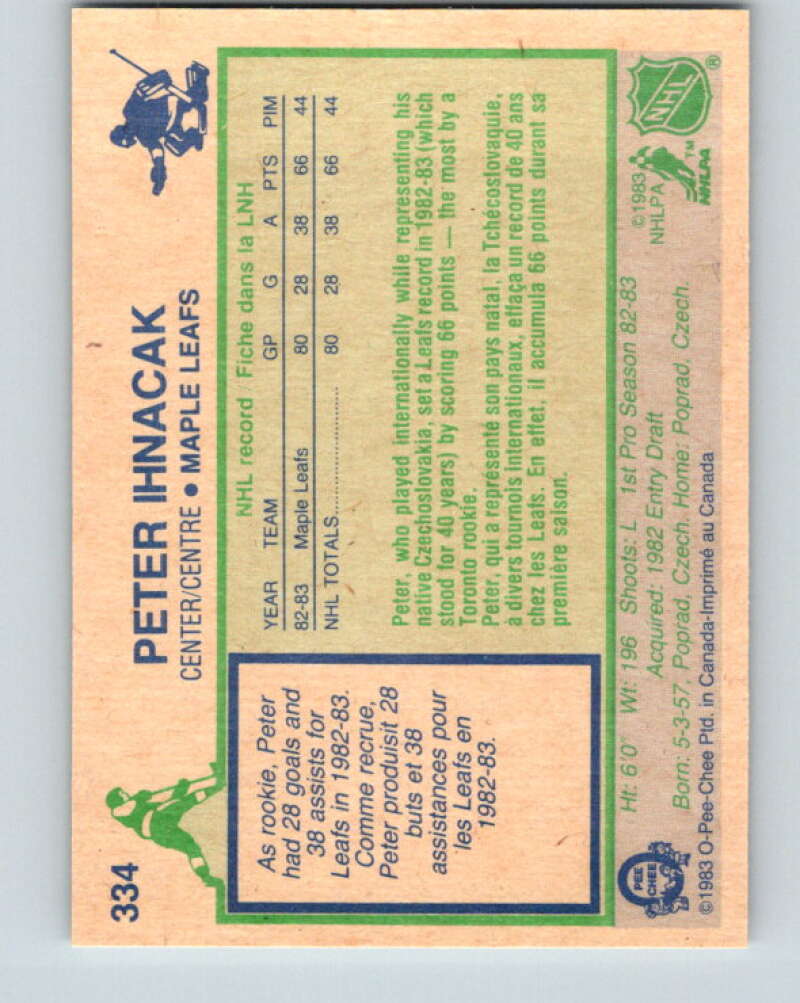 334
PETER IHNACAK
CENTER/CENTRE • MAPLE LEAFS
As rookie, Peter
had 28 goals and
38 assists for
Leafs in 1982-83.
Comme recrue,
Peter produisit 28
buts et 38
assistances pour
les Leafs en
1982-83.
NHL record / Fiche dans la LNH
YEAR TEAM GP G A PTS PIM
82-83 Maple Leafs 80 28 38 66 44
NHL TOTALS.................... 80 28 38 66 44
Peter, who played internationally while representing his
native Czechoslovakia, set a Leafs record in 1982-83 (which
stood for 40 years) by scoring 66 points — the most by a
Toronto rookie.
Peter, qui a représenté son pays natal, la Tchécoslovaquie,
a divers tournois internationaux, effaça un record de 40 ans
chez les Leafs. En effet, il accumula 66 points durant sa
première saison.
Ht: 6'0" Wt: 196 Shoots: L 1st Pro Season 82-83
Acquired: 1982 Entry Draft
Born: 5-3-57, Poprad, Czech. Home: Poprad, Czech.
©1983 O-Pee-Chee Ptd. in Canada-Imprimé au Canada
O PEE CHEE
©1983
NHLPA
NHLPA™
NHL®